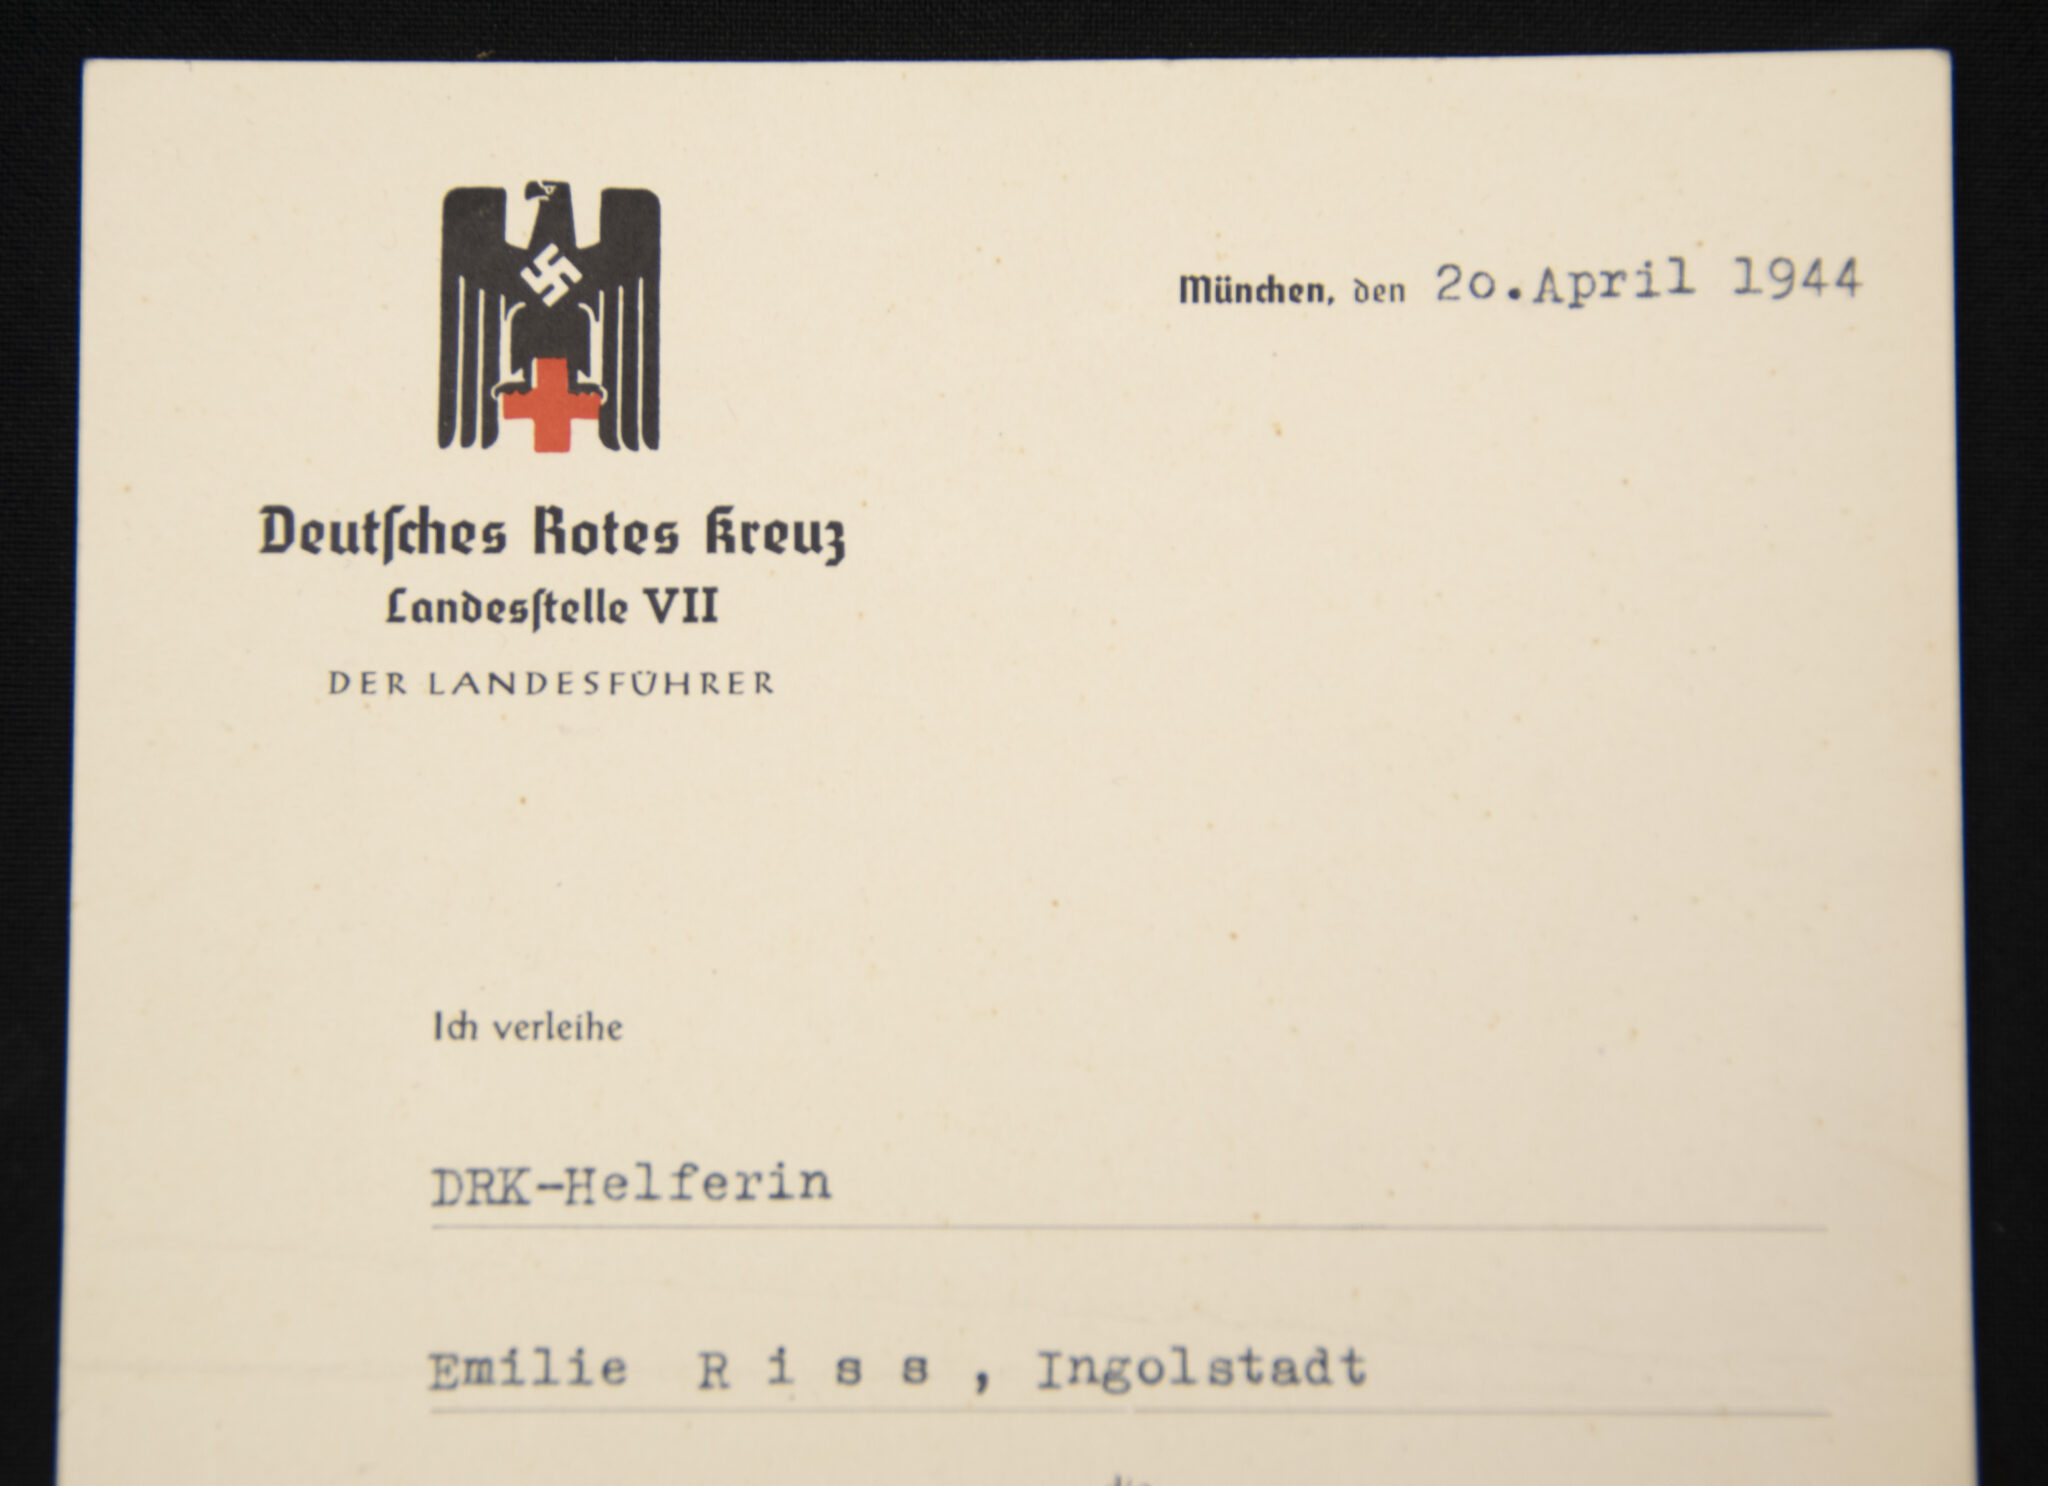 München, den 20.April 1944
Deutſches Rotes Kreuz
Landesſtelle VII
DER LANDESFÜHRER
Ich verleihe
DRK-Helferin
Emilie R i s s , Ingolstadt